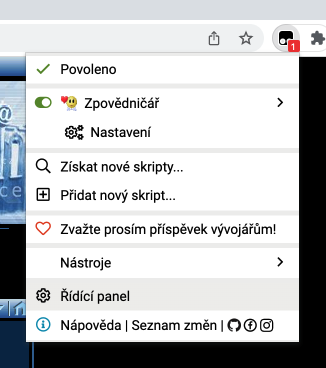 1
Povoleno
Zpovědničář
Nastavení
Získat nové skripty...
Přidat nový skript...
Zvažte prosím příspěvek vývojářům!
Nástroje
Řídící panel
Nápověda | Seznam změn |